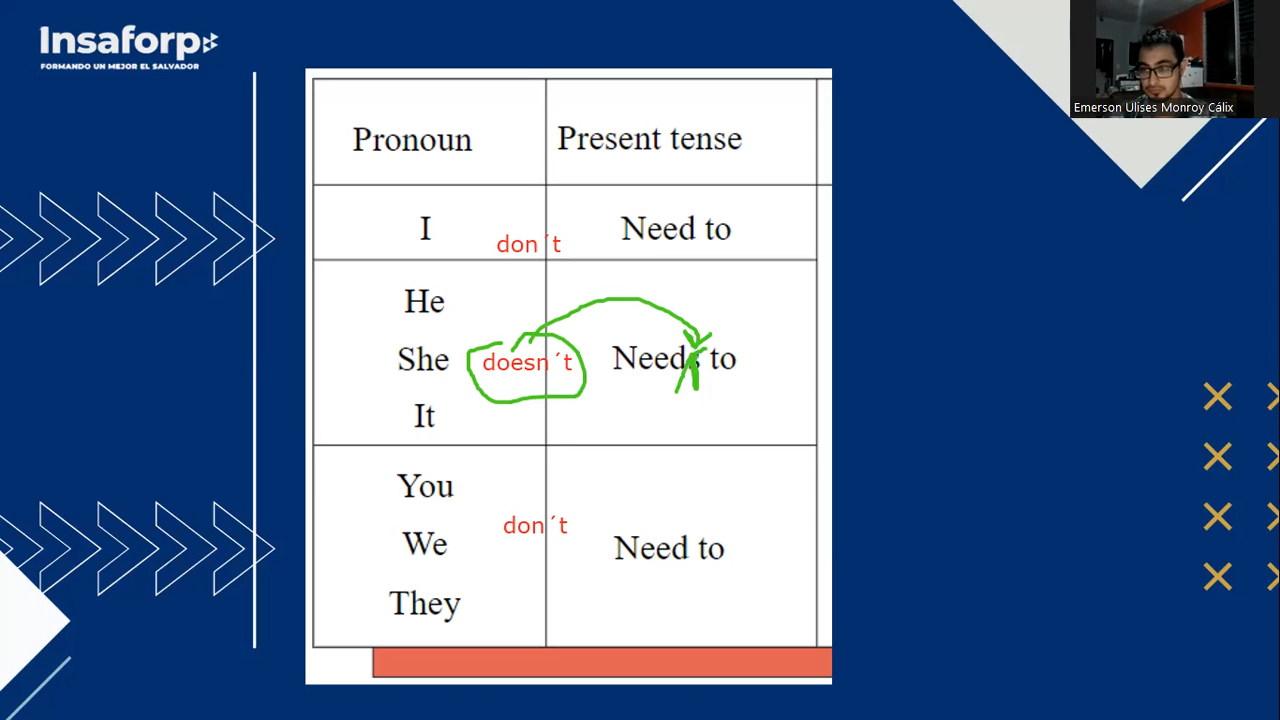 Insaforp
FORMANDO UN MEJOR EL SALVADOR
Emerson Ulises Monroy Cálix
Pronoun
Present tense
I
don´t
Need to
He
She
It
doesn´t
Needs to
You
We
They
don´t
Need to